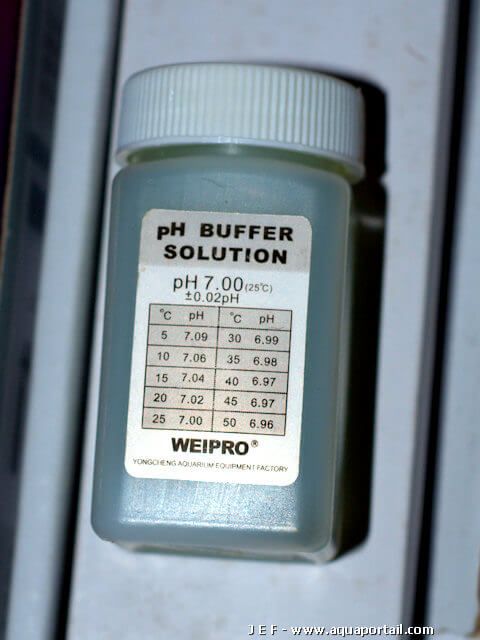 pH BUFFER
SOLUTION
pH 7.00 (25℃)
±0.02pH
℃ pH ℃ pH
5 7.09 30 6.99
10 7.06 35 6.98
15 7.04 40 6.97
20 7.02 45 6.97
25 7.00 50 6.96
WEIPRO®
YONGCHENG AQUARIUM EQUIPMENT FACTORY
J E F - www.aquaportail.com